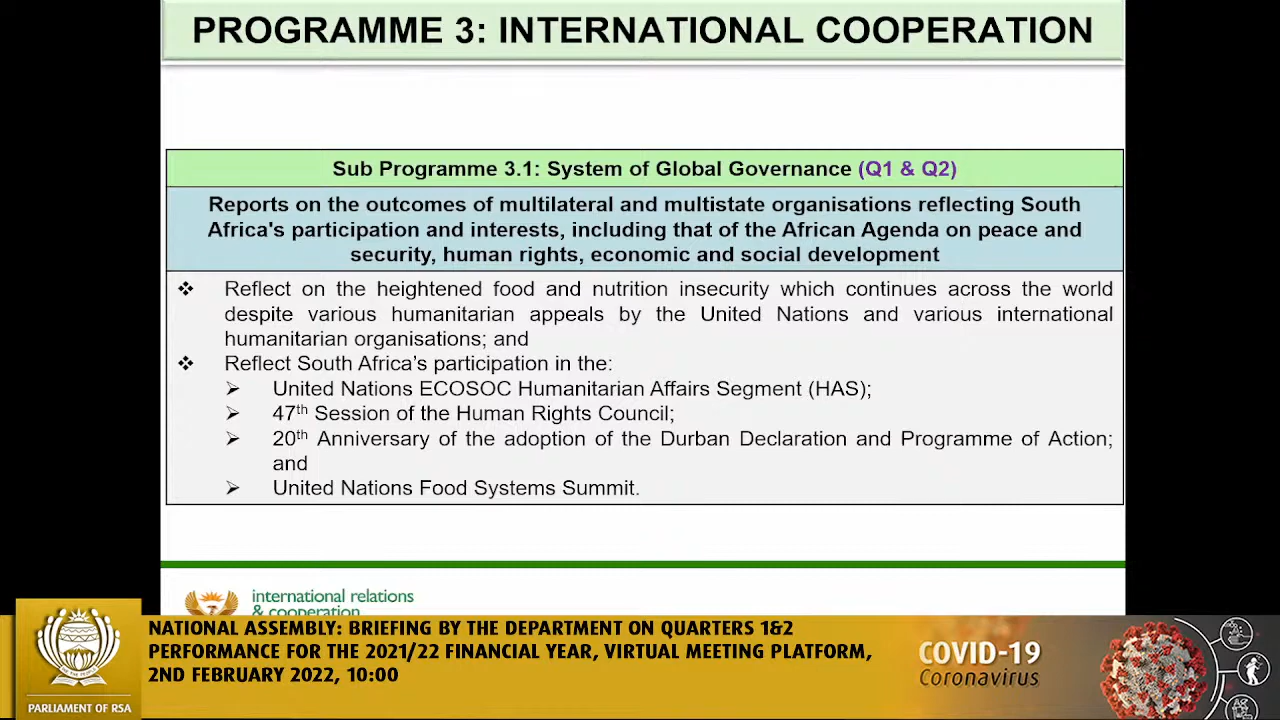 PROGRAMME 3: INTERNATIONAL COOPERATION
Sub Programme 3.1: System of Global Governance (Q1 & Q2)
Reports on the outcomes of multilateral and multistate organisations reflecting South
Africa's participation and interests, including that of the African Agenda on peace and
security, human rights, economic and social development
❖ Reflect on the heightened food and nutrition insecurity which continues across the world
despite various humanitarian appeals by the United Nations and various international
humanitarian organisations; and
❖ Reflect South Africa’s participation in the:
➢ United Nations ECOSOC Humanitarian Affairs Segment (HAS);
➢ 47th Session of the Human Rights Council;
➢ 20th Anniversary of the adoption of the Durban Declaration and Programme of Action;
and
➢ United Nations Food Systems Summit.
international relations
& cooperation
NATIONAL ASSEMBLY: BRIEFING BY THE DEPARTMENT ON QUARTERS 1&2
PERFORMANCE FOR THE 2021/22 FINANCIAL YEAR, VIRTUAL MEETING PLATFORM,
2ND FEBRUARY 2022, 10:00
PARLIAMENT OF RSA
COVID-19
Coronavirus